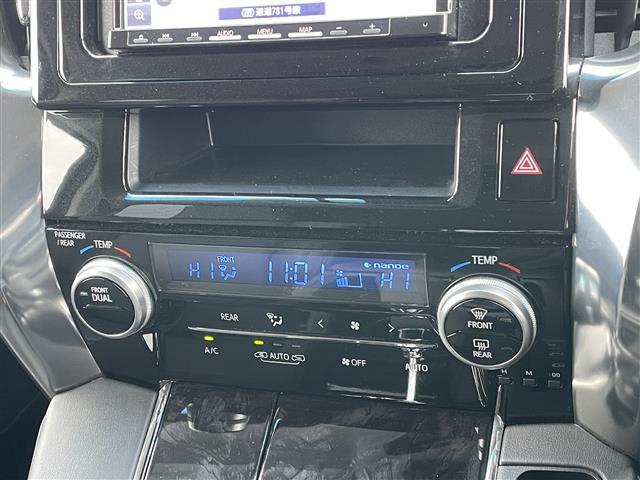 道道781号線
AUDIO MENU MAP − +
PASSENGER
/ REAR
TEMP
FRONT
HI 11:01 nanoe HI
TEMP
FRONT
DUAL
FRONT
REAR
REAR
A/C
AUTO
OFF
AUTO
H M :00